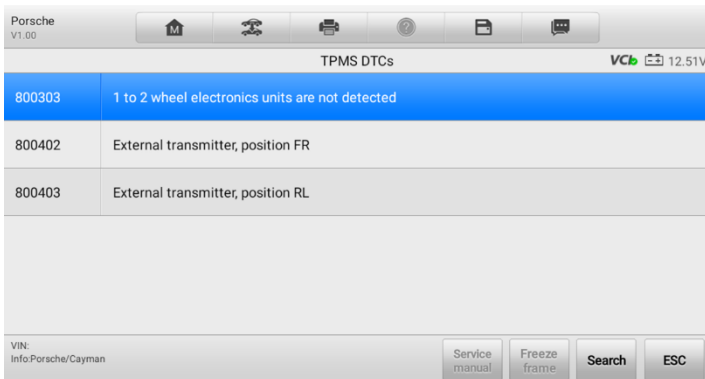 Porsche
V1.00
M
?
TPMS DTCs
VCI 12.51V
800303 1 to 2 wheel electronics units are not detected
800402 External transmitter, position FR
800403 External transmitter, position RL
VIN:
Info:Porsche/Cayman
Service
manual
Freeze
frame
Search
ESC